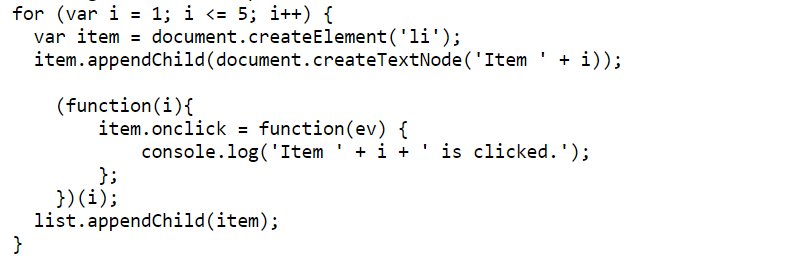 for (var i = 1; i <= 5; i++) {
  var item = document.createElement('li');
  item.appendChild(document.createTextNode('Item ' + i));

    (function(i){
        item.onclick = function(ev) {
            console.log('Item ' + i + ' is clicked.');
        };
    })(i);
  list.appendChild(item);
}